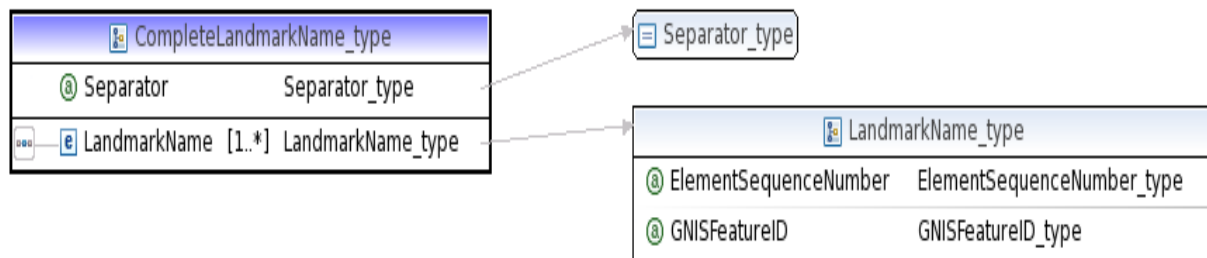 CompleteLandmarkName_type
Separator Separator_type
LandmarkName [1..*] LandmarkName_type
Separator_type
LandmarkName_type
ElementSequenceNumber ElementSequenceNumber_type
GNISFeatureID GNISFeatureID_type